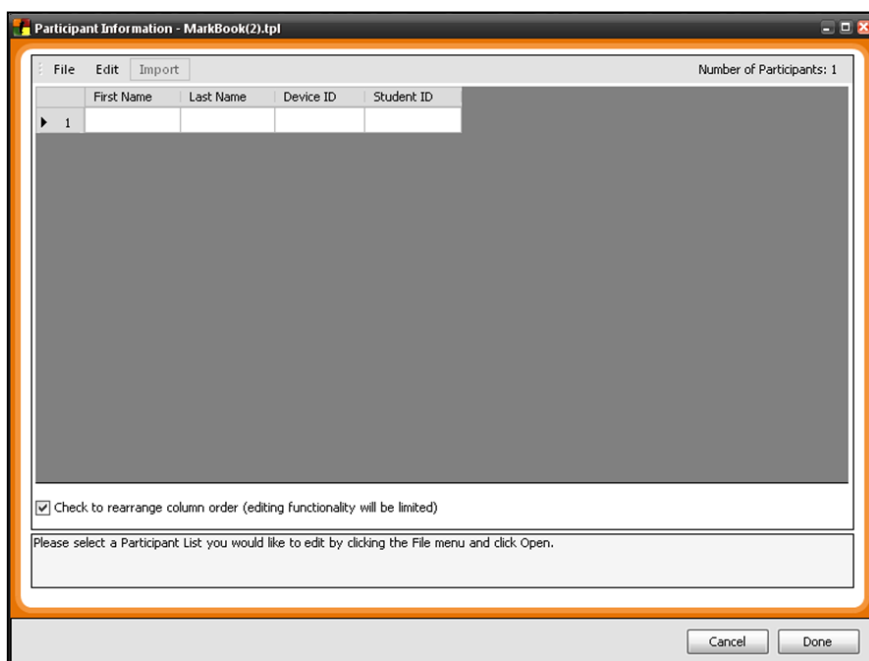 Participant Information - MarkBook(2).tpl
File Edit Import Number of Participants: 1
First Name Last Name Device ID Student ID
1
Check to rearrange column order (editing functionality will be limited)
Please select a Participant List you would like to edit by clicking the File menu and click Open.
Cancel Done